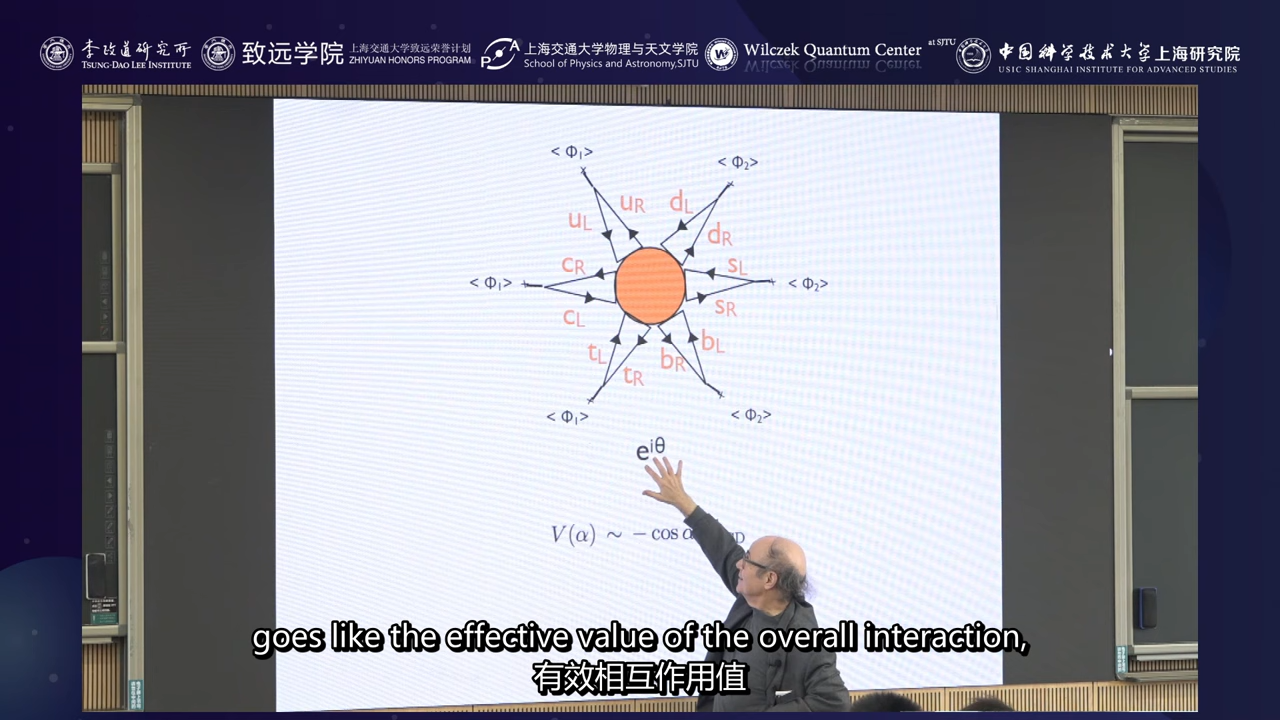 李政道研究所
TSUNG-DAO LEE INSTITUTE
致远学院
上海交通大学致远荣誉计划
ZHIYUAN HONORS PROGRAM
上海交通大学物理与天文学院
School of Physics and Astronomy,SJTU
Wilczek Quantum Center
at SJTU
中国科学技术大学上海研究院
USTC SHANGHAI INSTITUTE FOR ADVANCED STUDIES
< Φ₁>
< Φ₂>
uL
uR
dL
dR
cR
sL
< Φ₁>
< Φ₂>
cL
sR
tL
tR
bR
bL
< Φ₁>
< Φ₂>
e^iθ
V(α) ∼ − cos α
goes like the effective value of the overall interaction,
有效相互作用值